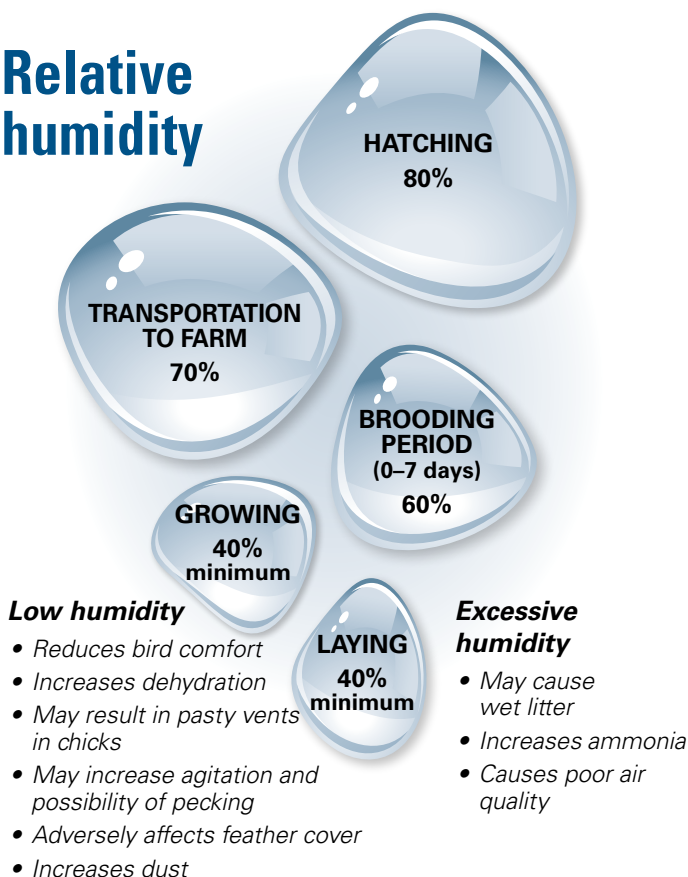 Relative
humidity
HATCHING
80%
TRANSPORTATION
TO FARM
70%
BROODING
PERIOD
(0–7 days)
60%
GROWING
40%
minimum
LAYING
40%
minimum
Low humidity
• Reduces bird comfort
• Increases dehydration
• May result in pasty vents
in chicks
• May increase agitation and
possibility of pecking
• Adversely affects feather cover
• Increases dust
Excessive
humidity
• May cause
wet litter
• Increases ammonia
• Causes poor air
quality